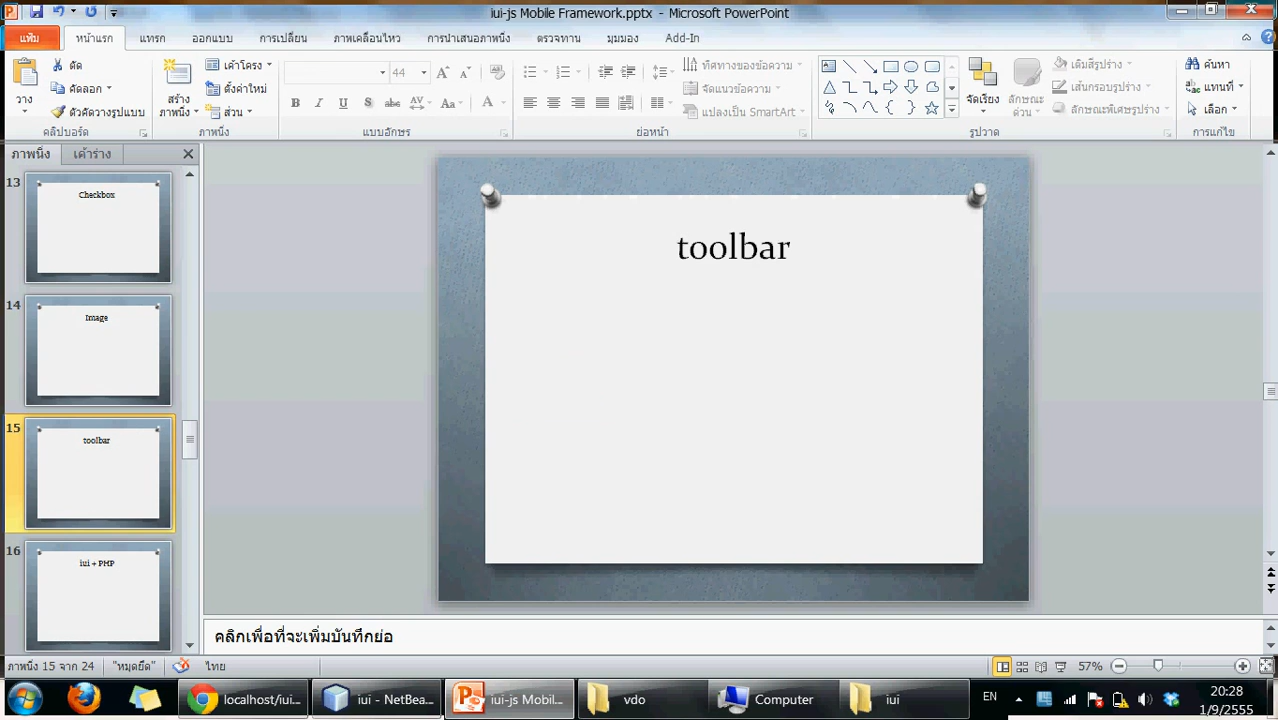 iui-js Mobile Framework.pptx - Microsoft PowerPoint
แฟ้ม หน้าแรก แทรก ออกแบบ การเปลี่ยน ภาพเคลื่อนไหว การนำเสนอภาพนิ่ง ตรวจทาน มุมมอง Add-In
ตัด เค้าโครง 44 ทิศทางของข้อความ เติมสีรูปร่าง ค้นหา
คัดลอก ตั้งค่าใหม่ จัดแนวข้อความ เส้นกรอบรูปร่าง แทนที่
วาง สร้าง จัดเรียง ลักษณะ
ตัวคัดวางรูปแบบ ภาพนิ่ง ส่วน แปลงเป็น SmartArt ด่วน ลักษณะพิเศษรูปร่าง เลือก
คลิปบอร์ด ภาพนิ่ง แบบอักษร ย่อหน้า รูปวาด การแก้ไข
ภาพนิ่ง เค้าร่าง
13
Checkbox
14
Image
15
toolbar
16
iui + PHP
toolbar
คลิกเพื่อที่จะเพิ่มบันทึกย่อ
ภาพนิ่ง 15 จาก 24 "หมุดยึด" ไทย 57%
localhost/iui... iui - NetBea... iui-js Mobil... vdo Computer iui EN 20:28
1/9/2555